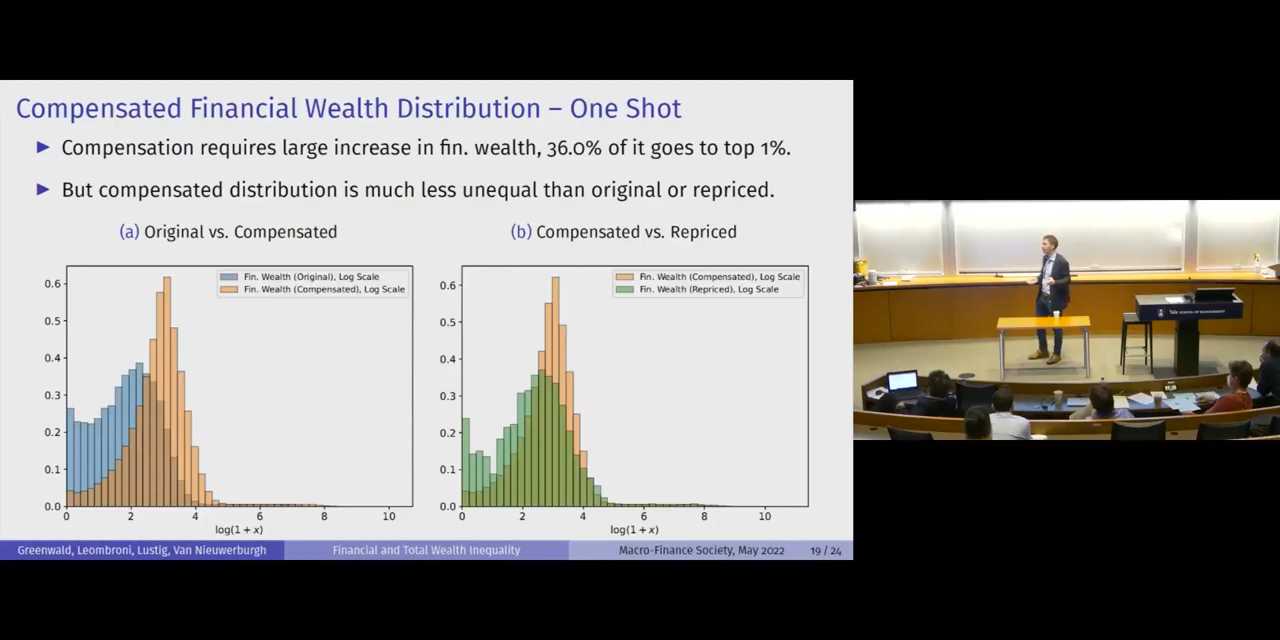 Compensated Financial Wealth Distribution – One Shot
Compensation requires large increase in fin. wealth, 36.0% of it goes to top 1%.
But compensated distribution is much less unequal than original or repriced.
(a) Original vs. Compensated
(b) Compensated vs. Repriced
Fin. Wealth (Original), Log Scale
Fin. Wealth (Compensated), Log Scale
0.6
0.5
0.4
0.3
0.2
0.1
0.0
0 2 4 6 8 10
log(1 + x)
Fin. Wealth (Compensated), Log Scale
Fin. Wealth (Repriced), Log Scale
0.6
0.5
0.4
0.3
0.2
0.1
0.0
0 2 4 6 8 10
log(1 + x)
Greenwald, Leombroni, Lustig, Van Nieuwerburgh
Financial and Total Wealth Inequality
Macro-Finance Society, May 2022
19 / 24
Yale SCHOOL OF MANAGEMENT